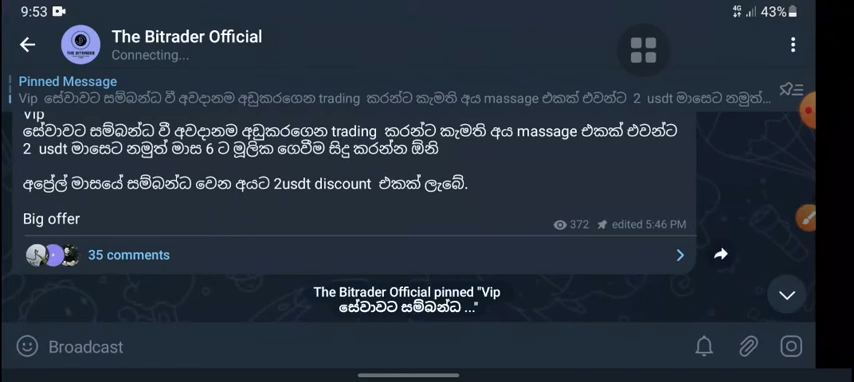 9:53
4G
43%
The Bitrader Official
Connecting...
Pinned Message
Vip සේවාවට සම්බන්ධ වී අවදානම අඩුකරගෙන trading කරන්ට කැමති අය massage එකක් එවන්ට 2 usdt මාසෙට නමුත්...
Vip
සේවාවට සම්බන්ධ වී අවදානම අඩුකරගෙන trading කරන්ට කැමති අය massage එකක් එවන්ට
2 usdt මාසෙට නමුත් මාස 6 ට මූලික ගෙවීම සිදු කරන්න ඕනි
අප්‍රේල් මාසයේ සම්බන්ධ වෙන අයට 2usdt discount එකක් ලැබේ.
Big offer
372 edited 5:46 PM
35 comments
The Bitrader Official pinned "Vip
සේවාවට සම්බන්ධ ..."
Broadcast